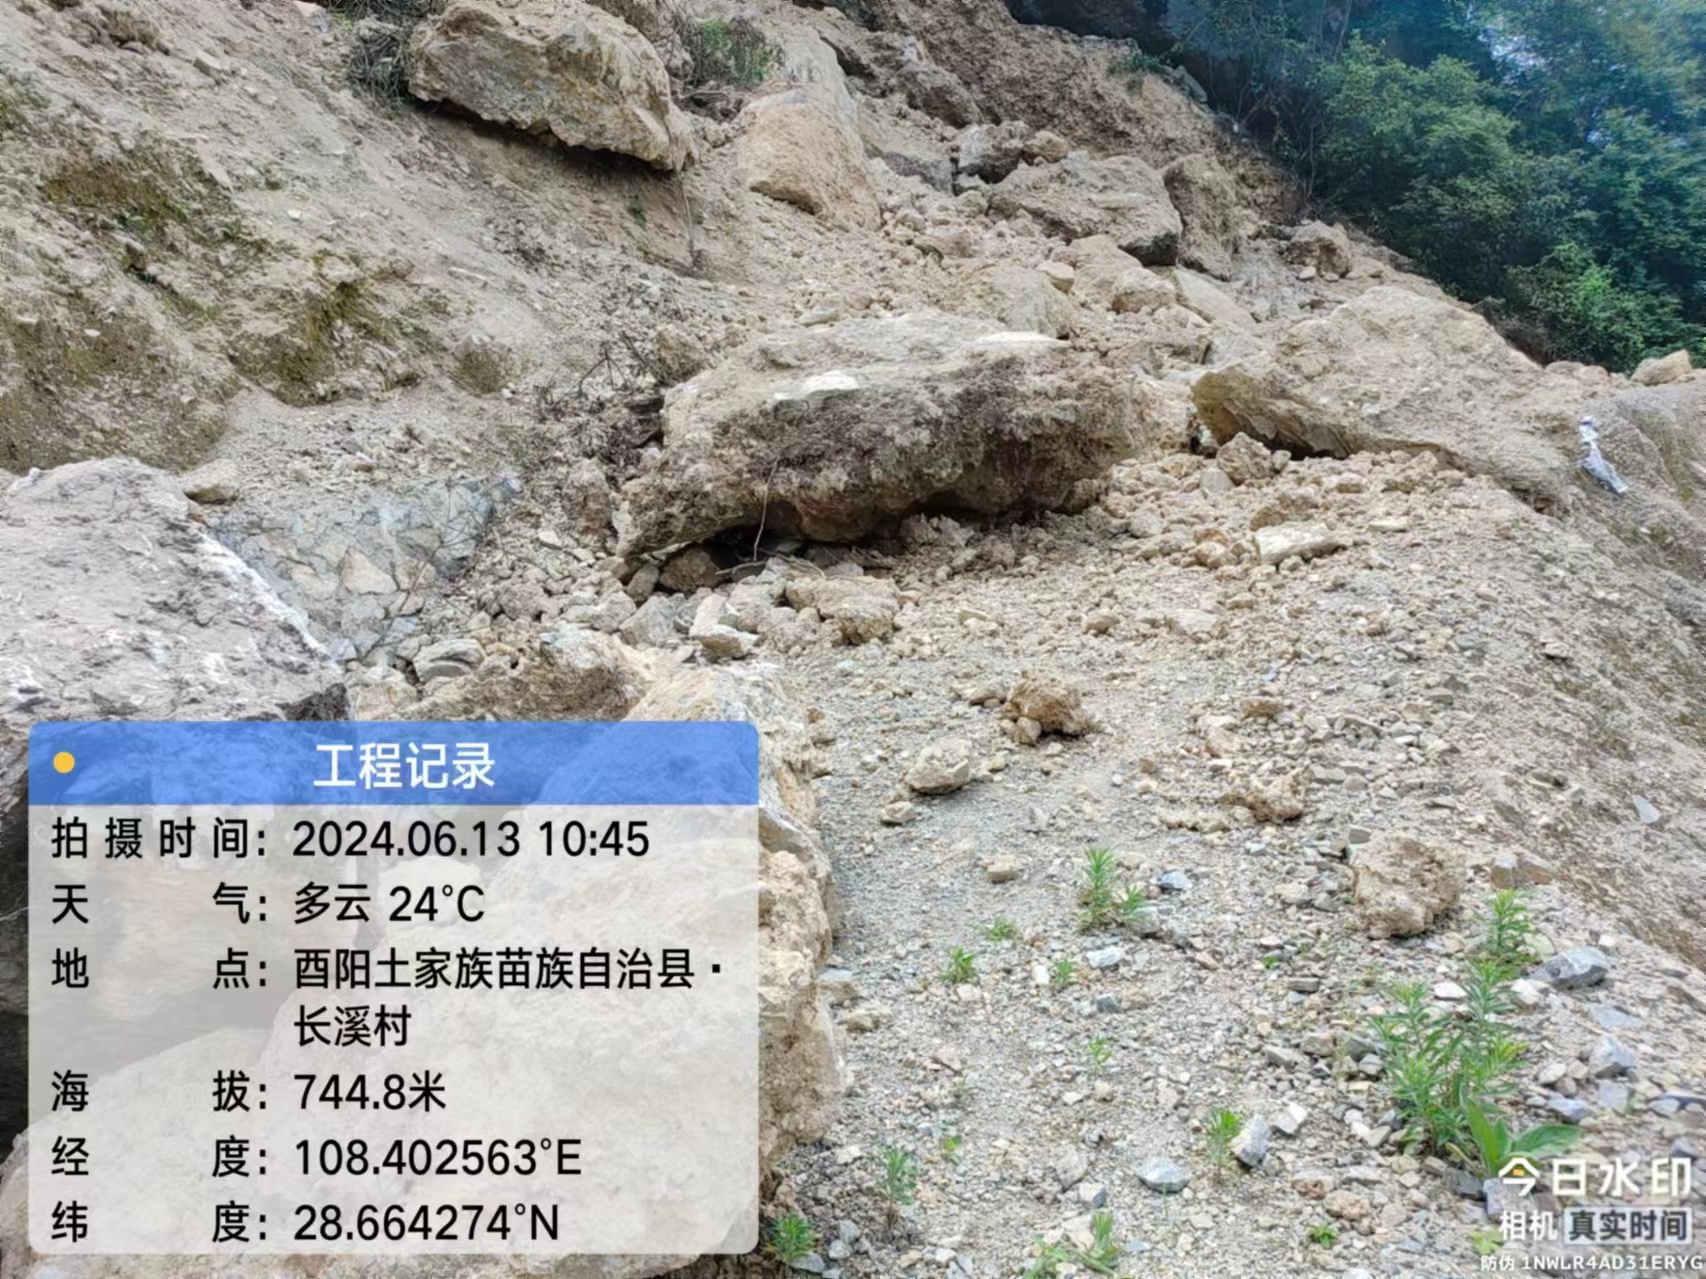 工程记录
拍摄时间：2024.06.13 10:45
天气：多云 24°C
地点：酉阳土家族苗族自治县·
长溪村
海拔：744.8米
经度：108.402563°E
纬度：28.664274°N
今日水印
相机 真实时间
防伪 1NWLR4AD31ERYC